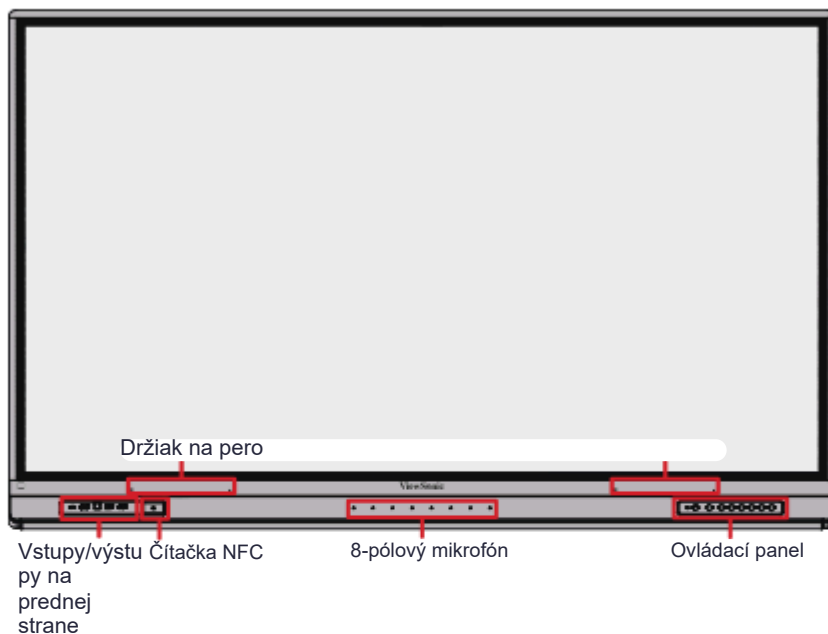 Držiak na pero
ViewSonic
Vstupy/výstu
py na
prednej
strane
Čítačka NFC
8-pólový mikrofón
Ovládací panel